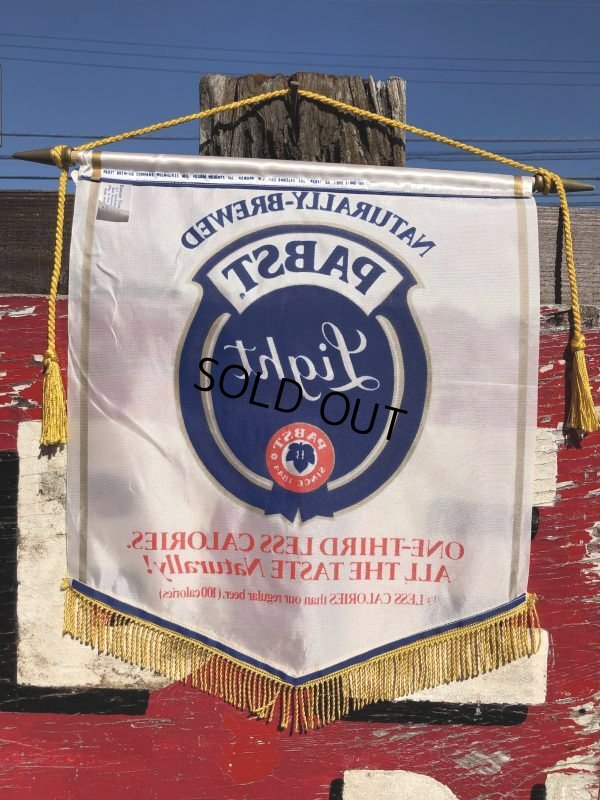 NATURALLY-BREWED
PABST
Light
SOLD OUT
PABST
B
SINCE 1844
ONE-THIRD LESS CALORIES.
ALL THE TASTE Naturally!
LESS CALORIES than our regular beer. (100 calories)